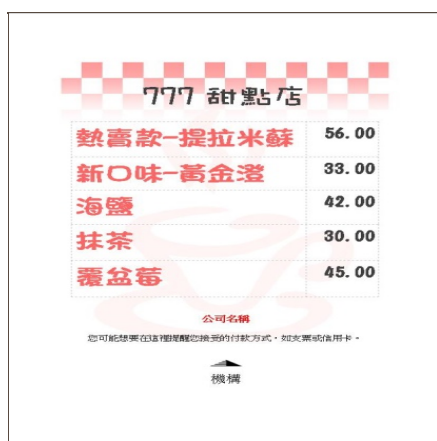 777 甜點店
熱賣款-提拉米蘇 56.00
新口味-黃金澄 33.00
海鹽 42.00
抹茶 30.00
覆盆莓 45.00
公司名稱
您可能想要在這裡提醒您接受的付款方式，如支票或信用卡。
機構